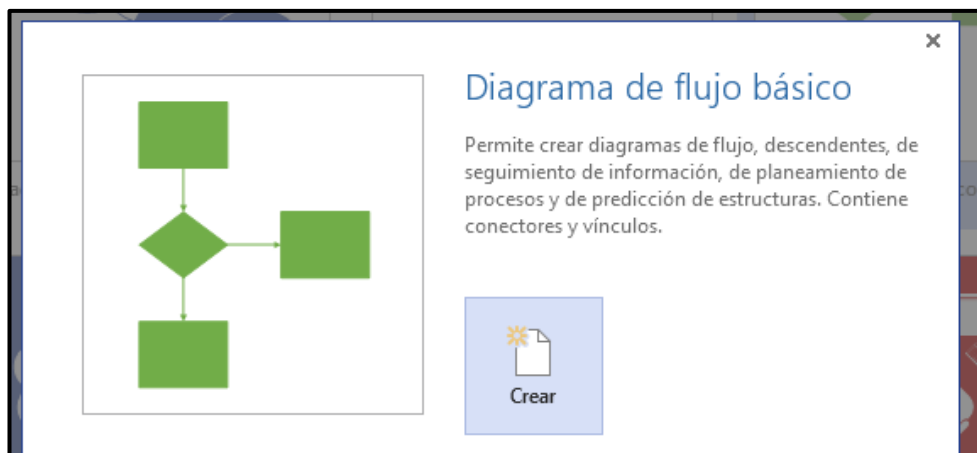 Diagrama de flujo básico
Permite crear diagramas de flujo, descendentes, de
seguimiento de información, de planeamiento de
procesos y de predicción de estructuras. Contiene
conectores y vínculos.
Crear